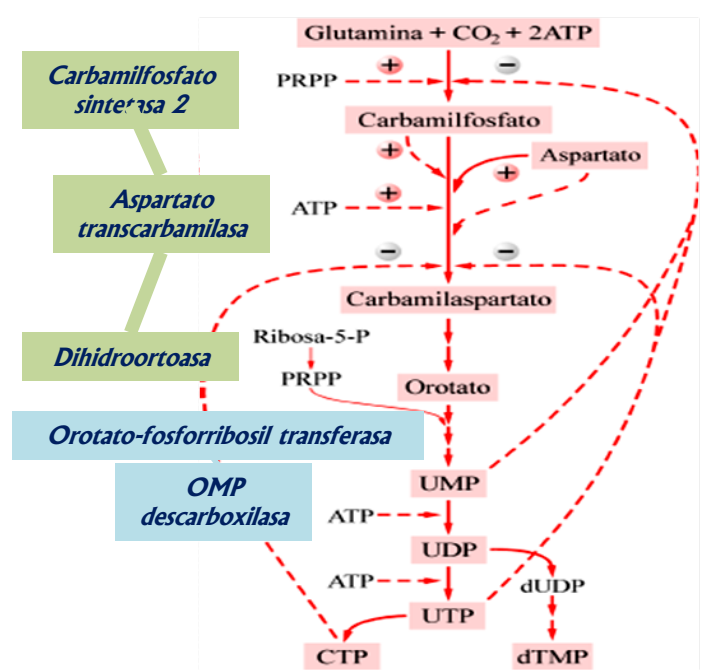 Glutamina + CO₂ + 2ATP
Carbamilfosfato
sintetasa 2
+
−
PRPP
Carbamilfosfato
+
Aspartato
+
Aspartato
transcarbamilasa
+
ATP
−
−
Carbamilaspartato
Ribosa-5-P
Dihidroortoasa
PRPP
Orotato
Orotato-fosforribosil transferasa
UMP
OMP
descarboxilasa
ATP
UDP
ATP
dUDP
UTP
CTP
dTMP